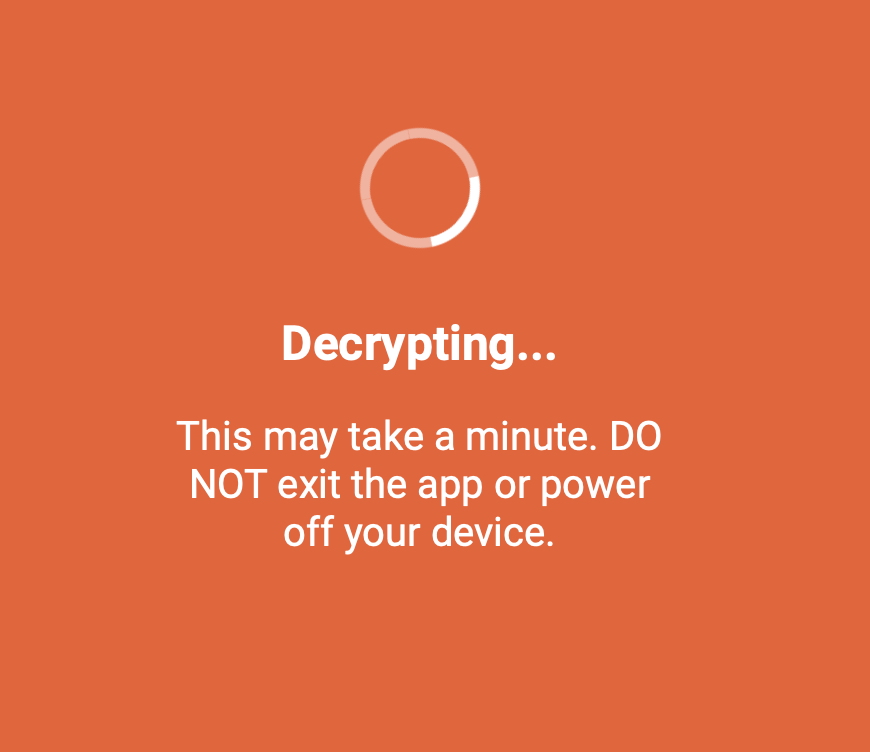 Decrypting...
This may take a minute. DO
NOT exit the app or power
off your device.